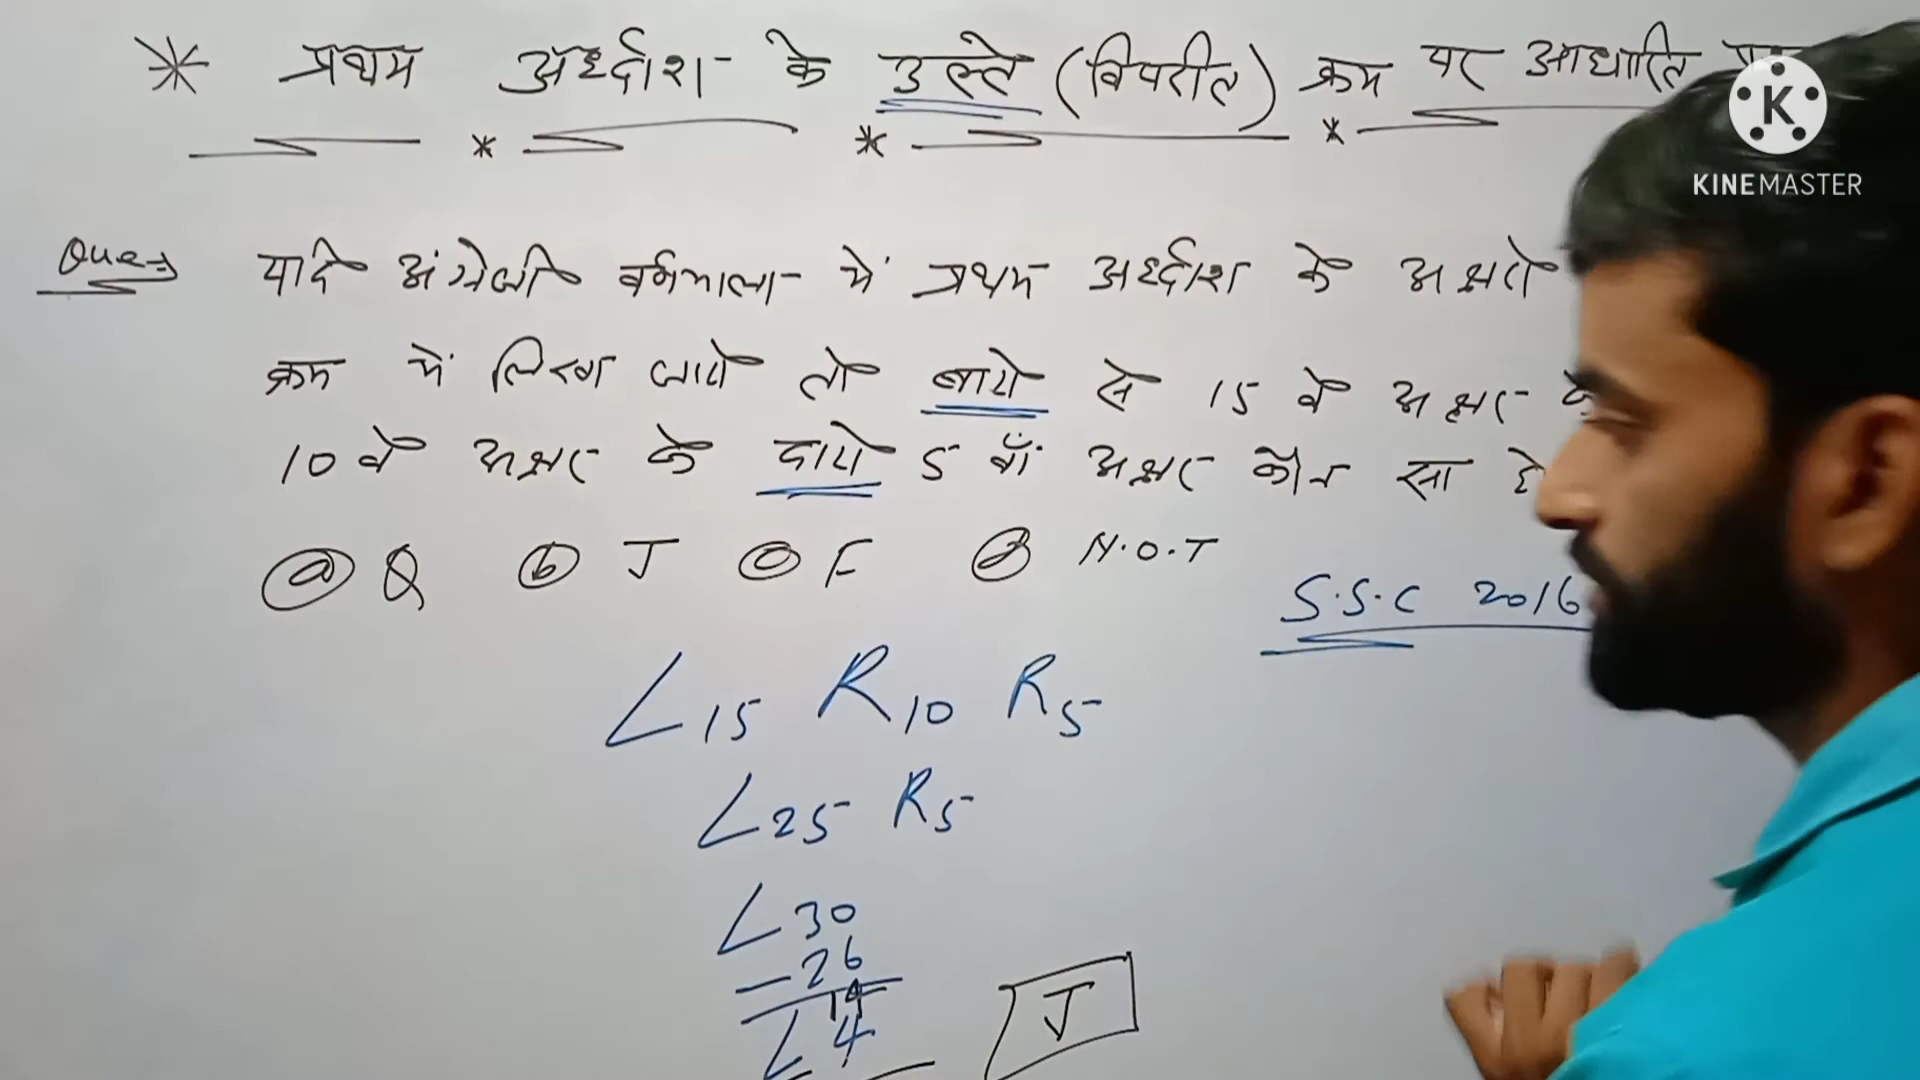 * प्रथम अर्ध्दांश के उल्टे (विपरीत) क्रम पर आधारित
* * *
KINEMASTER
Que→ यदि अंग्रेजी वर्णमाला में प्रथम अर्ध्दांश के अक्षरो
क्रम में लिखा जाये तो बायें से 15 वे अक्षर के
10 वे अक्षर के दायें 5 वाँ अक्षर कौन सा है
(a) Q (b) J (c) F (d) N.O.T
S.S.C 2016
L15 R10 R5
L25 R5
L30
-26
L4
J